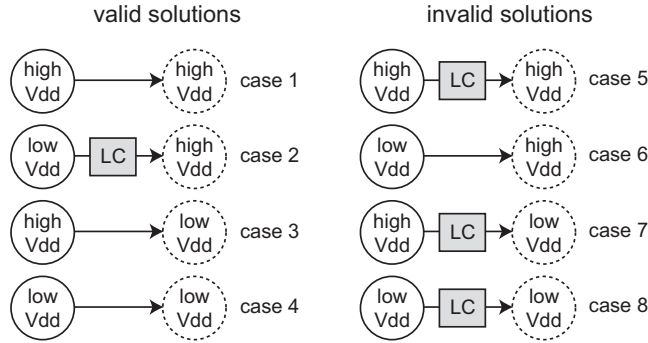 valid solutions
high
Vdd
high
Vdd
case 1
low
Vdd
LC
high
Vdd
case 2
high
Vdd
low
Vdd
case 3
low
Vdd
low
Vdd
case 4
invalid solutions
high
Vdd
LC
high
Vdd
case 5
low
Vdd
high
Vdd
case 6
high
Vdd
LC
low
Vdd
case 7
low
Vdd
LC
low
Vdd
case 8